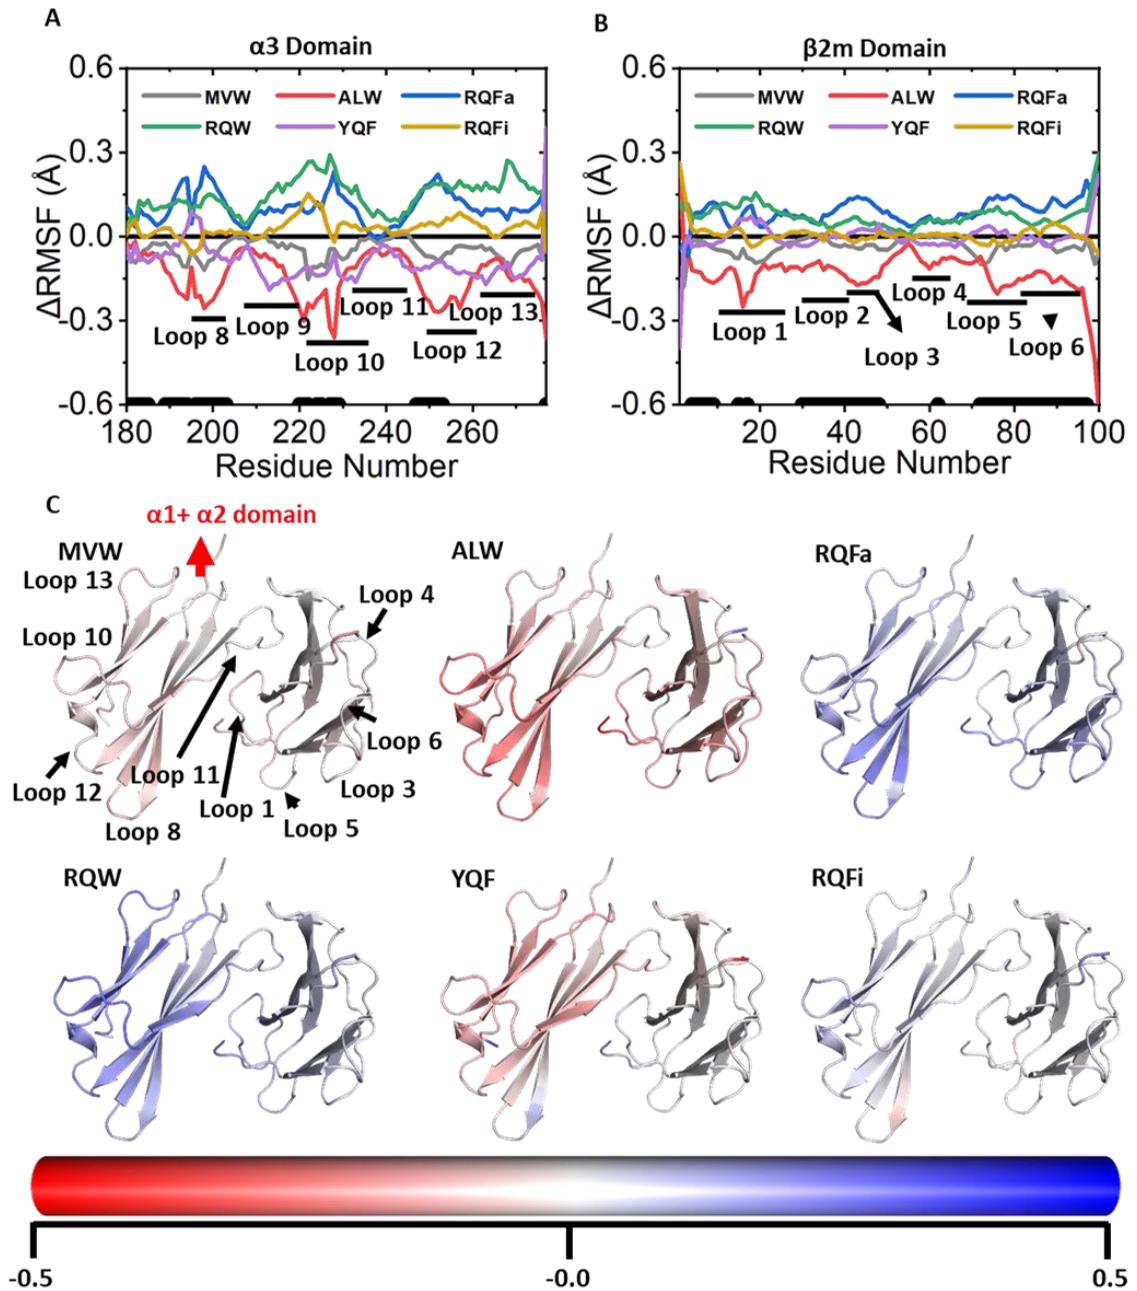 A
α3 Domain
0.6
0.3
0.0
-0.3
-0.6
ΔRMSF (Å)
MVW ALW RQFa
RQW YQF RQFi
Loop 8
Loop 9
Loop 10
Loop 11
Loop 12
Loop 13
180 200 220 240 260
Residue Number
B
β2m Domain
0.6
0.3
0.0
-0.3
-0.6
ΔRMSF (Å)
MVW ALW RQFa
RQW YQF RQFi
Loop 1
Loop 2
Loop 3
Loop 4
Loop 5
Loop 6
20 40 60 80 100
Residue Number
C
α1+ α2 domain
MVW
Loop 13
Loop 10
Loop 4
Loop 6
Loop 12
Loop 11
Loop 3
Loop 1
Loop 8
Loop 5
ALW
RQFa
RQW
YQF
RQFi
-0.5 -0.0 0.5